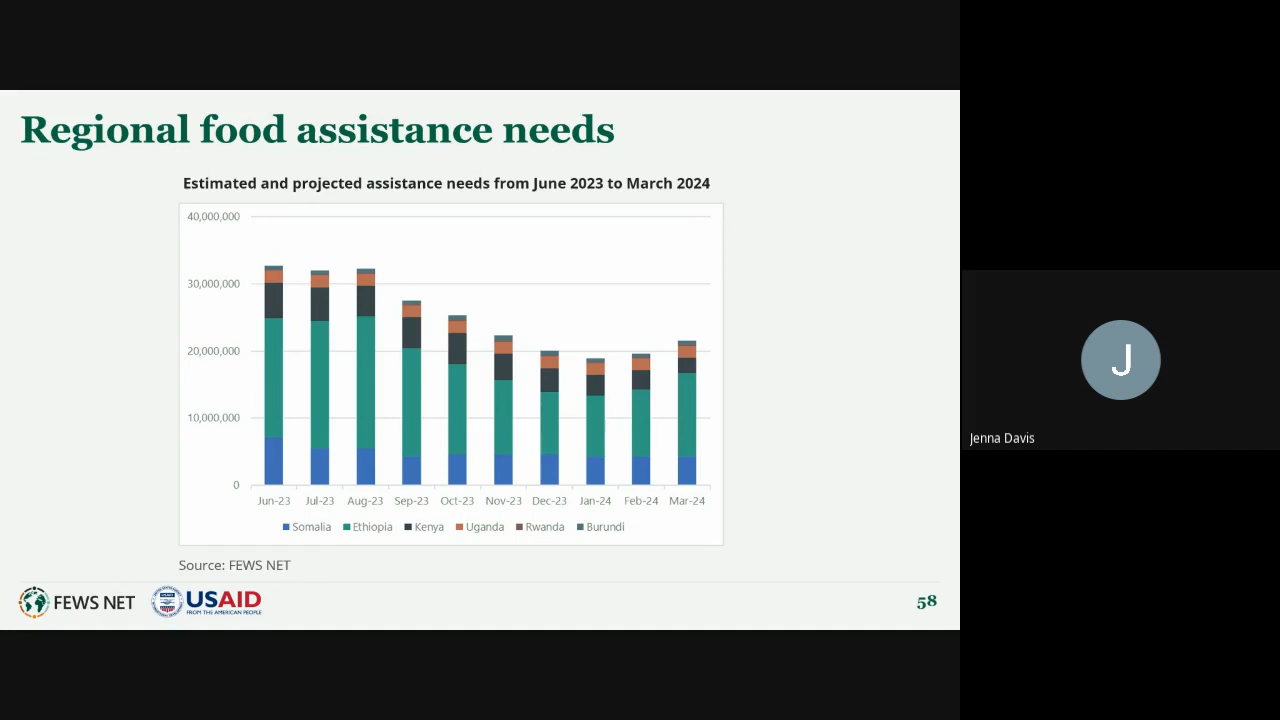 Regional food assistance needs
Estimated and projected assistance needs from June 2023 to March 2024
40,000,000
30,000,000
20,000,000
10,000,000
0
Jun-23 Jul-23 Aug-23 Sep-23 Oct-23 Nov-23 Dec-23 Jan-24 Feb-24 Mar-24
Somalia Ethiopia Kenya Uganda Rwanda Burundi
Source: FEWS NET
FEWS NET USAID
FROM THE AMERICAN PEOPLE
58
J
Jenna Davis